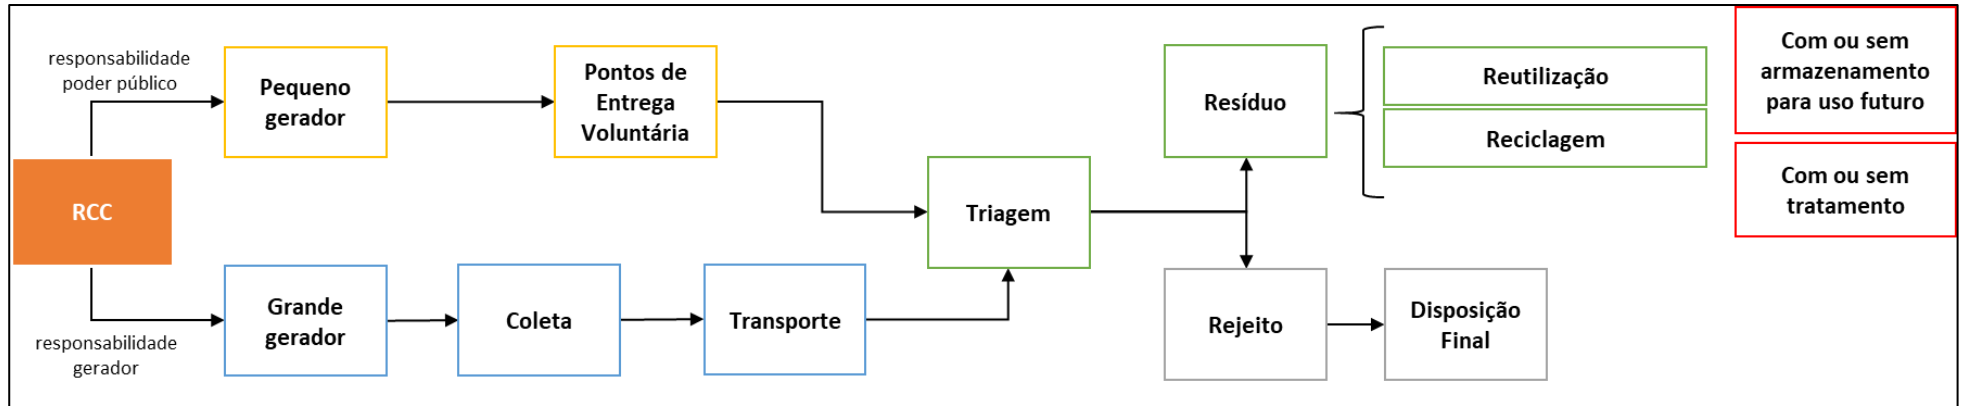 responsabilidade
poder público
Pequeno
gerador
Pontos de
Entrega
Voluntária
Resíduo
Reutilização
Reciclagem
Com ou sem
armazenamento
para uso futuro
Com ou sem
tratamento
RCC
Triagem
responsabilidade
gerador
Grande
gerador
Coleta
Transporte
Rejeito
Disposição
Final